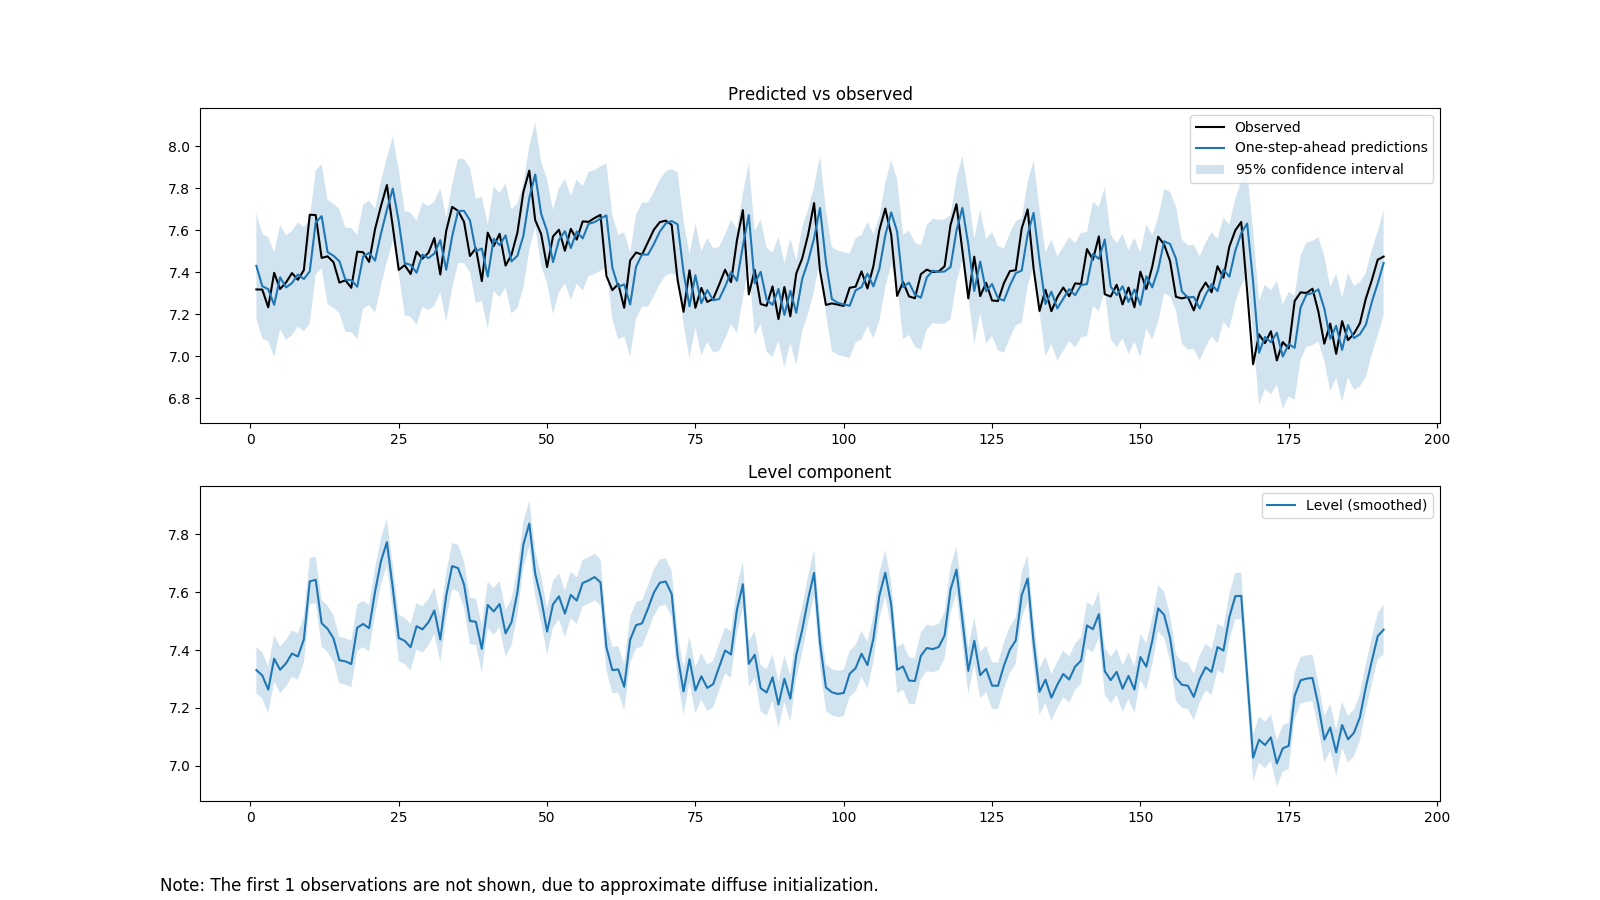 Predicted vs observed
8.0
7.8
7.6
7.4
7.2
7.0
6.8
Observed
One-step-ahead predictions
95% confidence interval
0 25 50 75 100 125 150 175 200
Level component
7.8
7.6
7.4
7.2
7.0
Level (smoothed)
0 25 50 75 100 125 150 175 200
Note: The first 1 observations are not shown, due to approximate diffuse initialization.